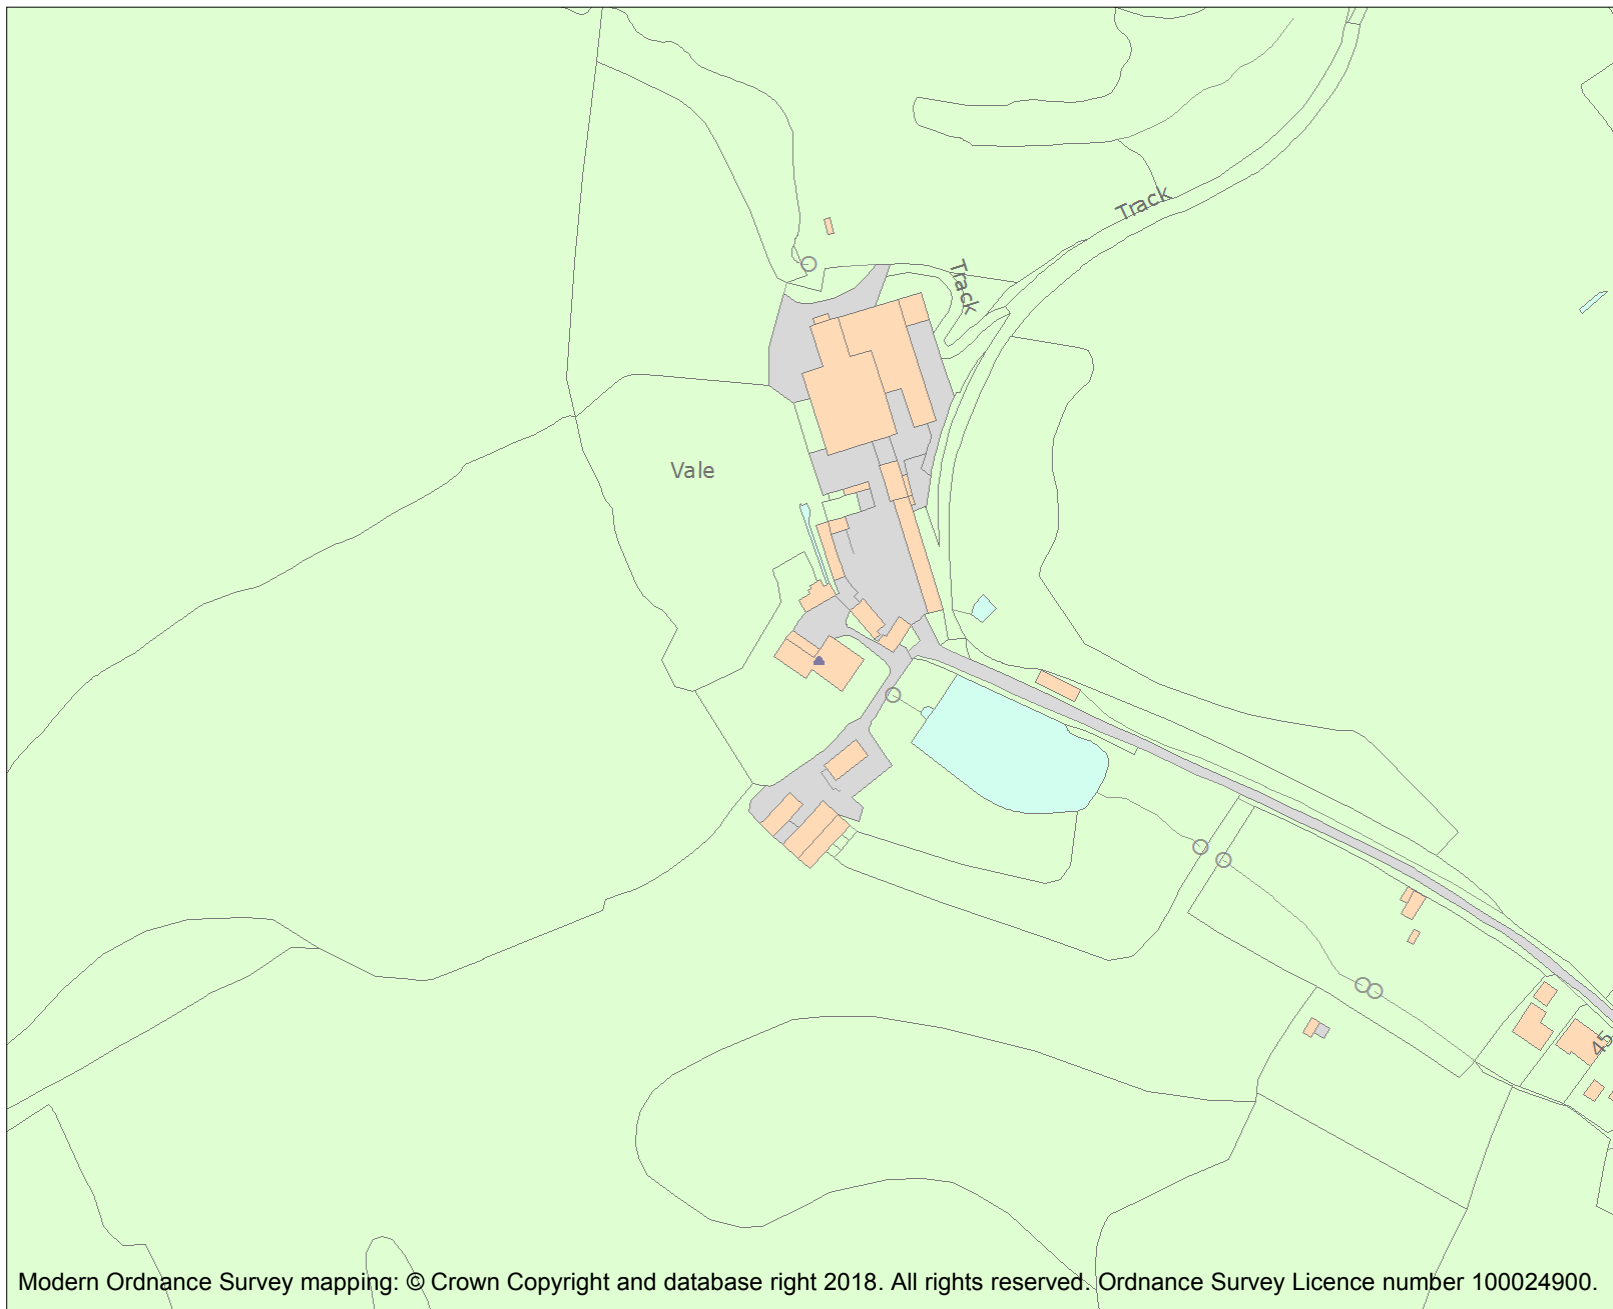 Track
Track
Vale
45
Modern Ordnance Survey mapping: © Crown Copyright and database right 2018. All rights reserved. Ordnance Survey Licence number 100024900.